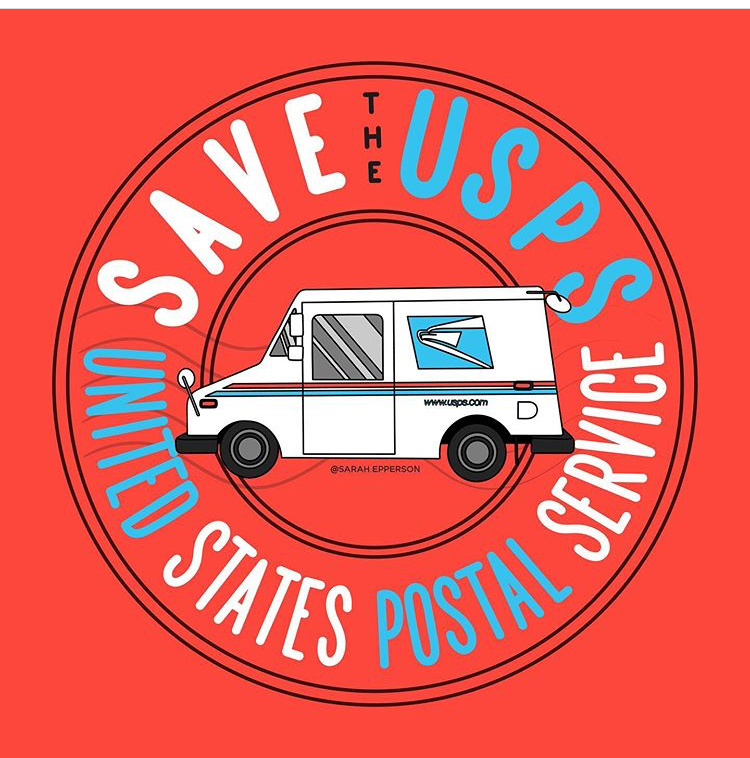 SAVE THE USPS
www.usps.com
@SARAH.EPPERSON
UNITED STATES POSTAL SERVICE